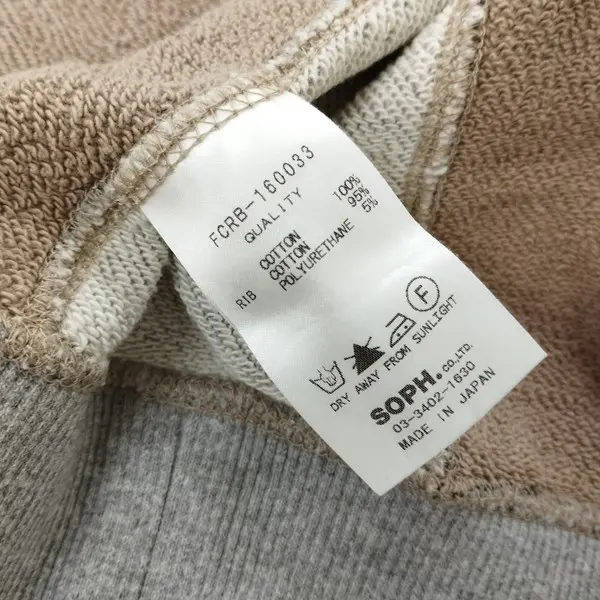 FCRB-160033
QUALITY
COTTON 100%
RIB COTTON 95%
POLYURETHANE 5%
F
DRY AWAY FROM SUNLIGHT
SOPH. CO.,LTD.
03-3402-1630
MADE IN JAPAN